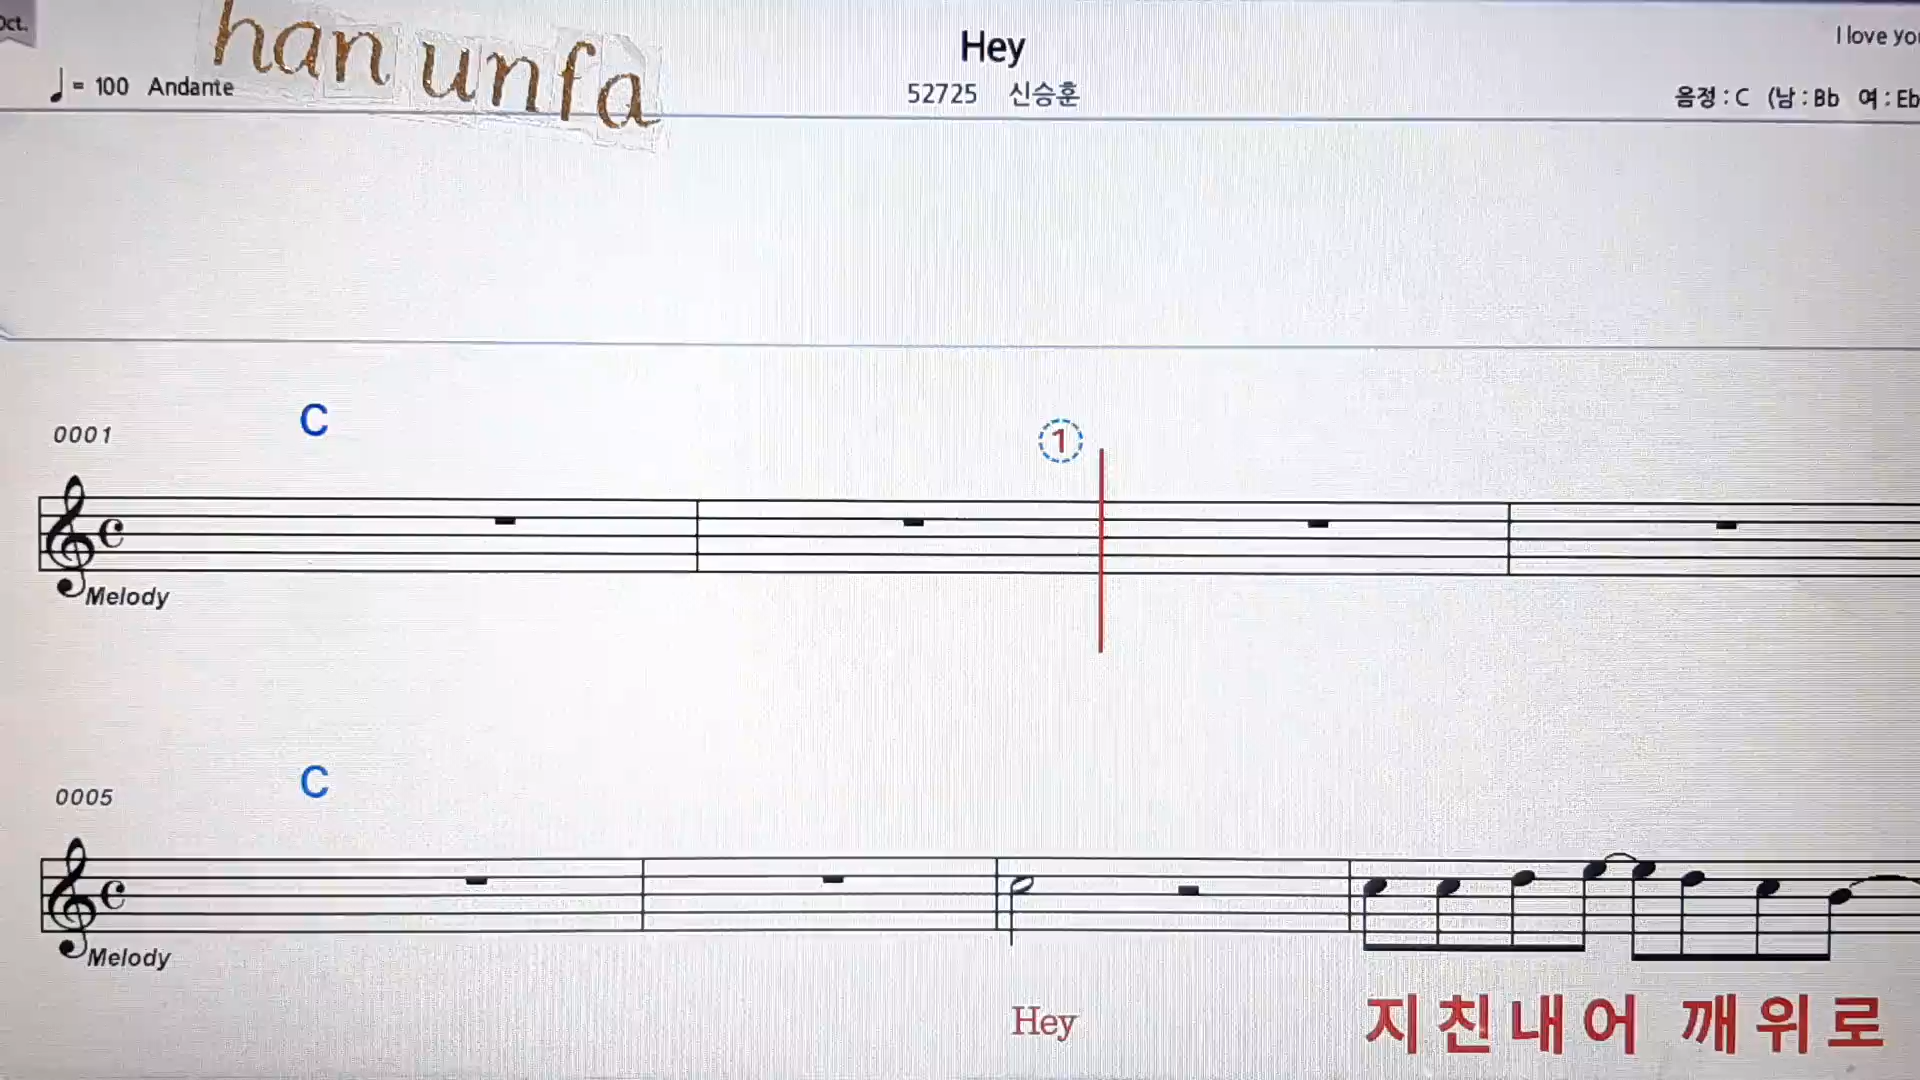 Oct.
han unfa
Hey
I love you
♩= 100 Andante
52725 신승훈
음정 : C (남 : Bb 여 : Eb
0001
C
1
Melody
0005
C
Melody
Hey 지친내어 깨위로